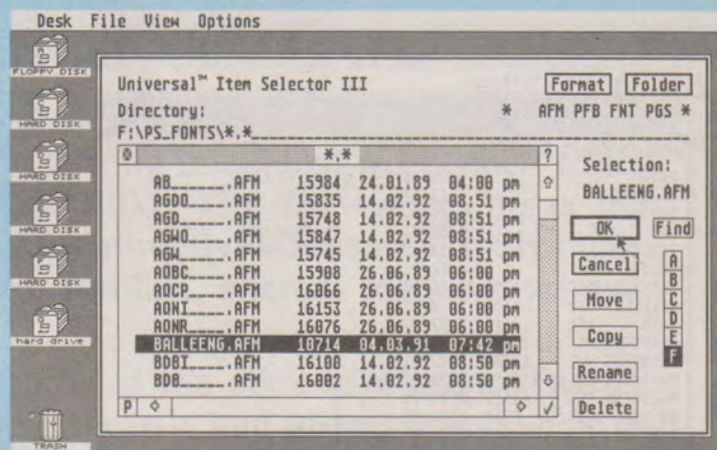 Desk File View Options
FLOPPY DISK
HARD DISK
HARD DISK
HARD DISK
HARD DISK
hard drive
TRASH
Universal™ Item Selector III
Format Folder
Directory:
* AFM PFB FNT PGS *
F:\PS_FONTS\*.*
*.*
?
AB______.AFM 15984 24.01.89 04:00 pm
AGDO____.AFM 15835 14.02.92 08:51 pm
AGD_____.AFM 15748 14.02.92 08:51 pm
AGWO____.AFM 15847 14.02.92 08:51 pm
AGW_____.AFM 15745 14.02.92 08:51 pm
AOBC____.AFM 15908 26.06.89 06:00 pm
AOCP____.AFM 16066 26.06.89 06:00 pm
AONI____.AFM 16153 26.06.89 06:00 pm
AONR____.AFM 16076 26.06.89 06:00 pm
BALLEENG.AFM 10714 04.03.91 07:42 pm
BDBI____.AFM 16100 14.02.92 08:50 pm
BDB_____.AFM 16002 14.02.92 08:50 pm
P
Selection:
BALLEENG.AFM
OK Find
Cancel
Move
Copy
Rename
Delete
A
B
C
D
E
F